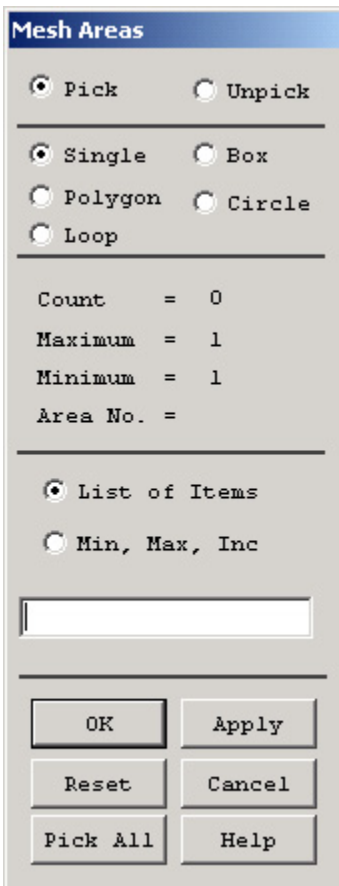 Mesh Areas
Pick Unpick
Single Box
Polygon Circle
Loop
Count = 0
Maximum = 1
Minimum = 1
Area No. =
List of Items
Min, Max, Inc
OK Apply
Reset Cancel
Pick All Help